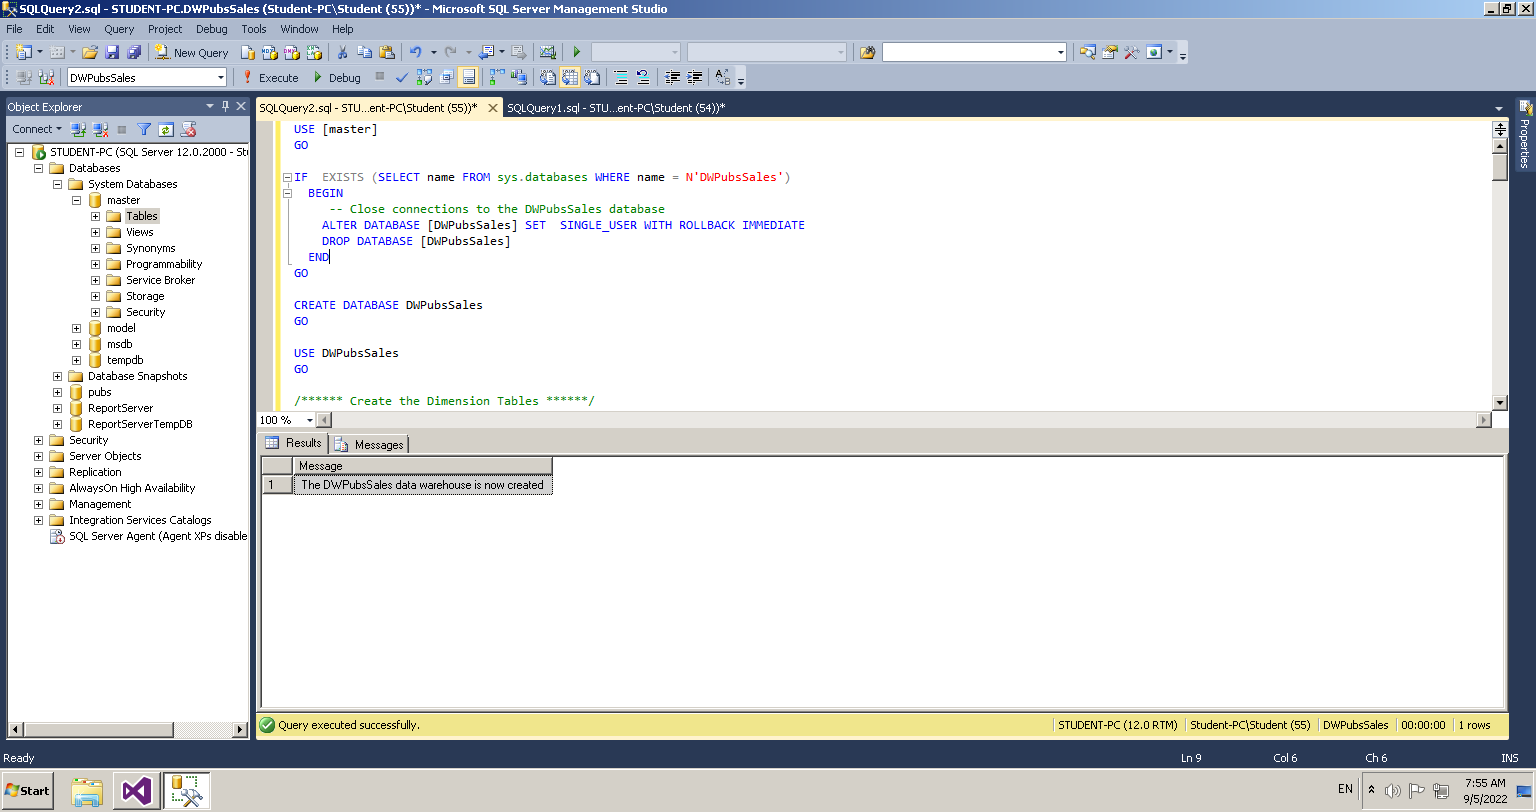 SQLQuery2.sql - STUDENT-PC.DWPubsSales (Student-PC\Student (55))* - Microsoft SQL Server Management Studio
File Edit View Query Project Debug Tools Window Help
New Query
DWPubsSales Execute Debug
Object Explorer
Connect
STUDENT-PC (SQL Server 12.0.2000 - St
Databases
System Databases
master
Tables
Views
Synonyms
Programmability
Service Broker
Storage
Security
model
msdb
tempdb
Database Snapshots
pubs
ReportServer
ReportServerTempDB
Security
Server Objects
Replication
AlwaysOn High Availability
Management
Integration Services Catalogs
SQL Server Agent (Agent XPs disable
SQLQuery2.sql - STU...ent-PC\Student (55))* SQLQuery1.sql - STU...ent-PC\Student (54))*
USE [master]
GO
IF EXISTS (SELECT name FROM sys.databases WHERE name = N'DWPubsSales')
BEGIN
-- Close connections to the DWPubsSales database
ALTER DATABASE [DWPubsSales] SET SINGLE_USER WITH ROLLBACK IMMEDIATE
DROP DATABASE [DWPubsSales]
END
GO
CREATE DATABASE DWPubsSales
GO
USE DWPubsSales
GO
/****** Create the Dimension Tables ******/
100 %
Results Messages
Message
1 The DWPubsSales data warehouse is now created
Query executed successfully. STUDENT-PC (12.0 RTM) Student-PC\Student (55) DWPubsSales 00:00:00 1 rows
Properties
Ready Ln 9 Col 6 Ch 6 INS
Start EN 7:55 AM
9/5/2022